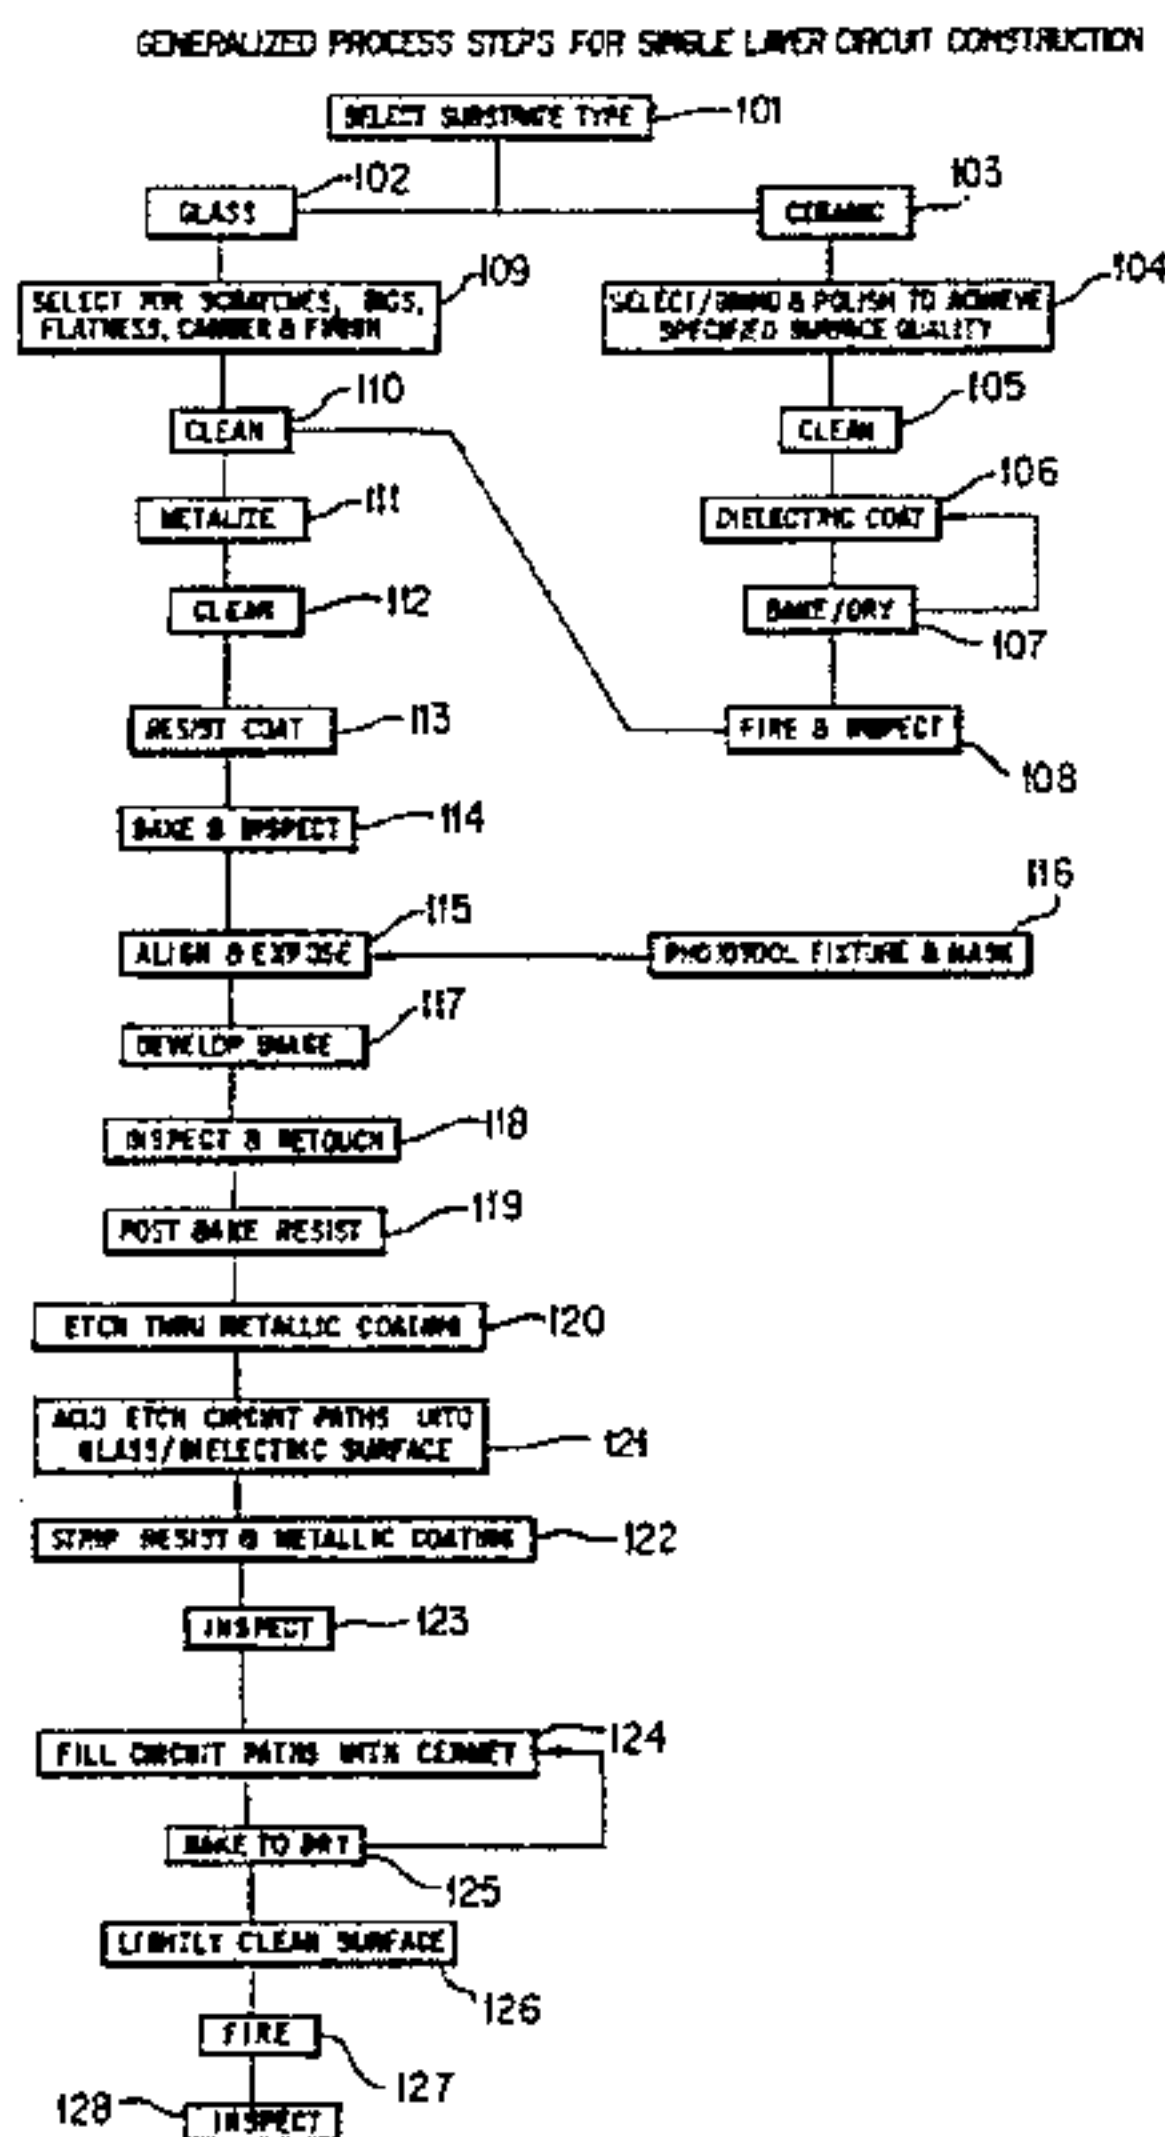 GENERALIZED PROCESS STEPS FOR SINGLE LAYER CIRCUIT CONSTRUCTION
SELECT SUBSTRATE TYPE
101
GLASS
102
CERAMIC
103
SELECT FOR SCRATCHES, DIGS,
FLATNESS, CAMBER & FINISH
109
SELECT/GRIND & POLISH TO ACHIEVE
SPECIFIED SURFACE QUALITY
104
CLEAN
110
CLEAN
105
METALIZE
111
DIELECTRIC COAT
106
CLEAN
112
BAKE/DRY
107
RESIST COAT
113
FIRE & INSPECT
108
BAKE & INSPECT
114
ALIGN & EXPOSE
115
PHOTOTOOL FIXTURE & MASK
116
DEVELOP IMAGE
117
INSPECT & RETOUCH
118
POST BAKE RESIST
119
ETCH THRU METALLIC COATING
120
ACID ETCH CIRCUIT PATHS INTO
GLASS/DIELECTRIC SURFACE
121
STRIP RESIST & METALLIC COATING
122
INSPECT
123
FILL CIRCUIT PATHS WITH CERMET
124
BAKE TO DRY
125
LIGHTLY CLEAN SURFACE
126
FIRE
127
INSPECT
128